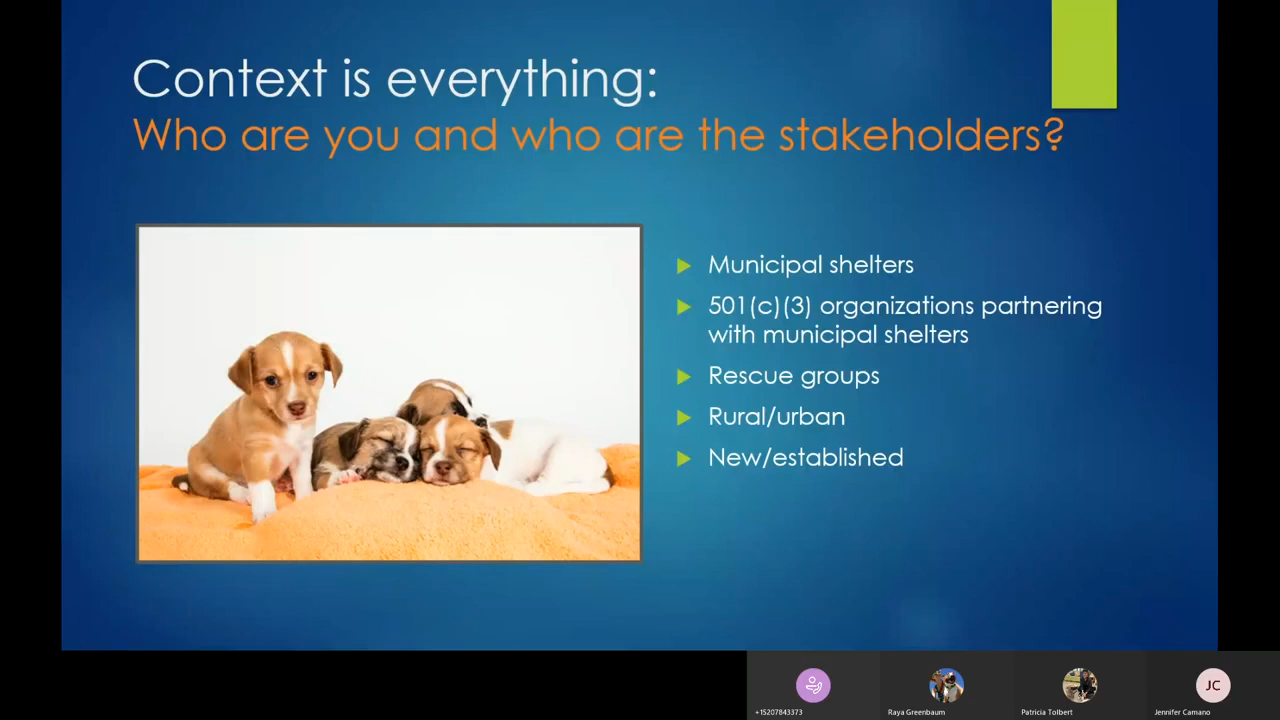 Context is everything:
Who are you and who are the stakeholders?
Municipal shelters
501(c)(3) organizations partnering
with municipal shelters
Rescue groups
Rural/urban
New/established
JC
+15207843373
Raya Greenbaum
Patricia Tolbert
Jennifer Camano